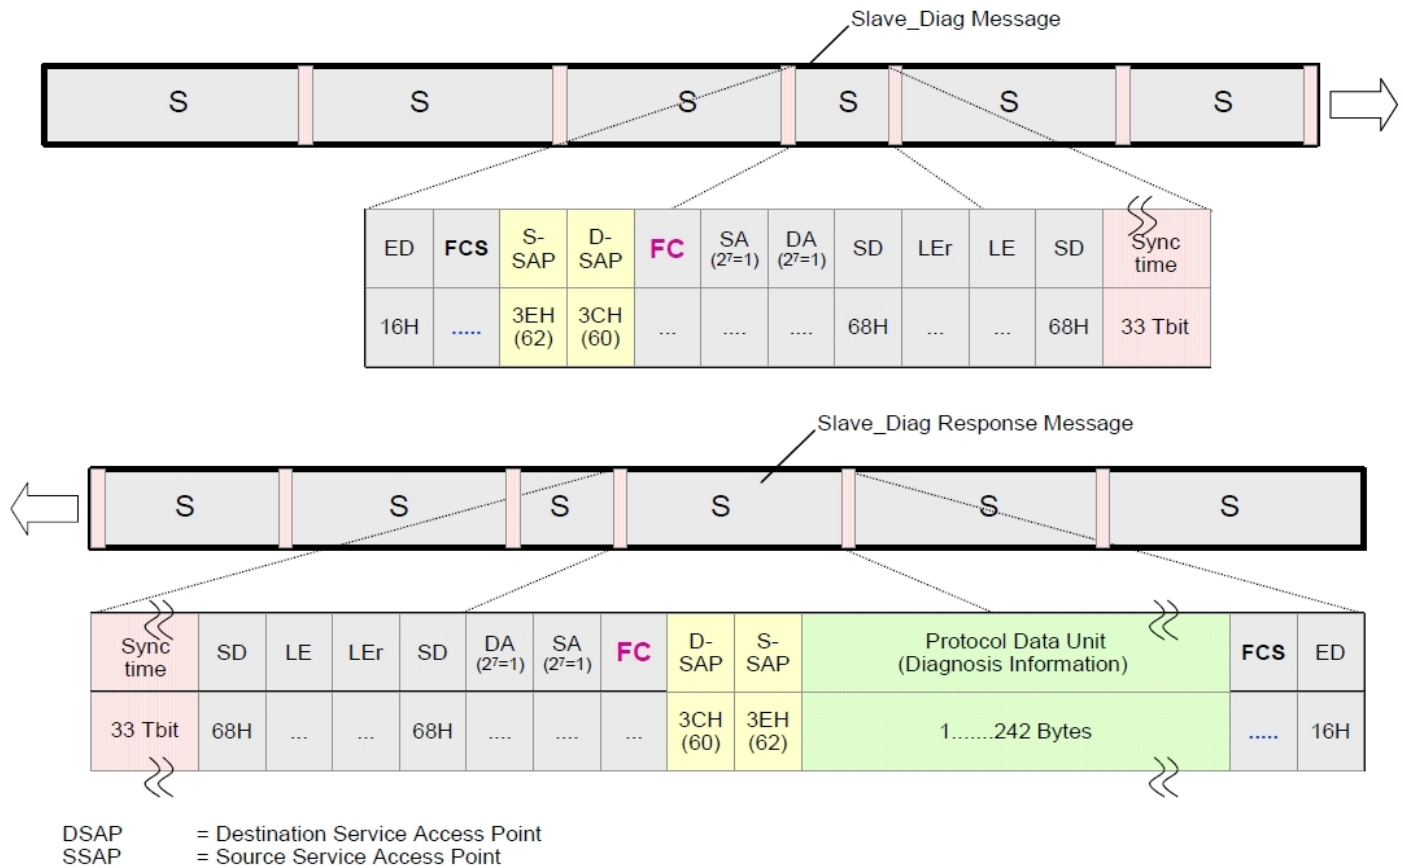 Slave_Diag Message
S S S S S S
ED FCS S-SAP D-SAP FC SA (2⁷=1) DA (2⁷=1) SD LEr LE SD Sync time
16H ..... 3EH (62) 3CH (60) ... .... .... 68H ... ... 68H 33 Tbit
Slave_Diag Response Message
S S S S S S
Sync time SD LE LEr SD DA (2⁷=1) SA (2⁷=1) FC D-SAP S-SAP Protocol Data Unit (Diagnosis Information) FCS ED
33 Tbit 68H ... ... 68H .... .... ... 3CH (60) 3EH (62) 1.......242 Bytes ..... 16H
DSAP = Destination Service Access Point
SSAP = Source Service Access Point